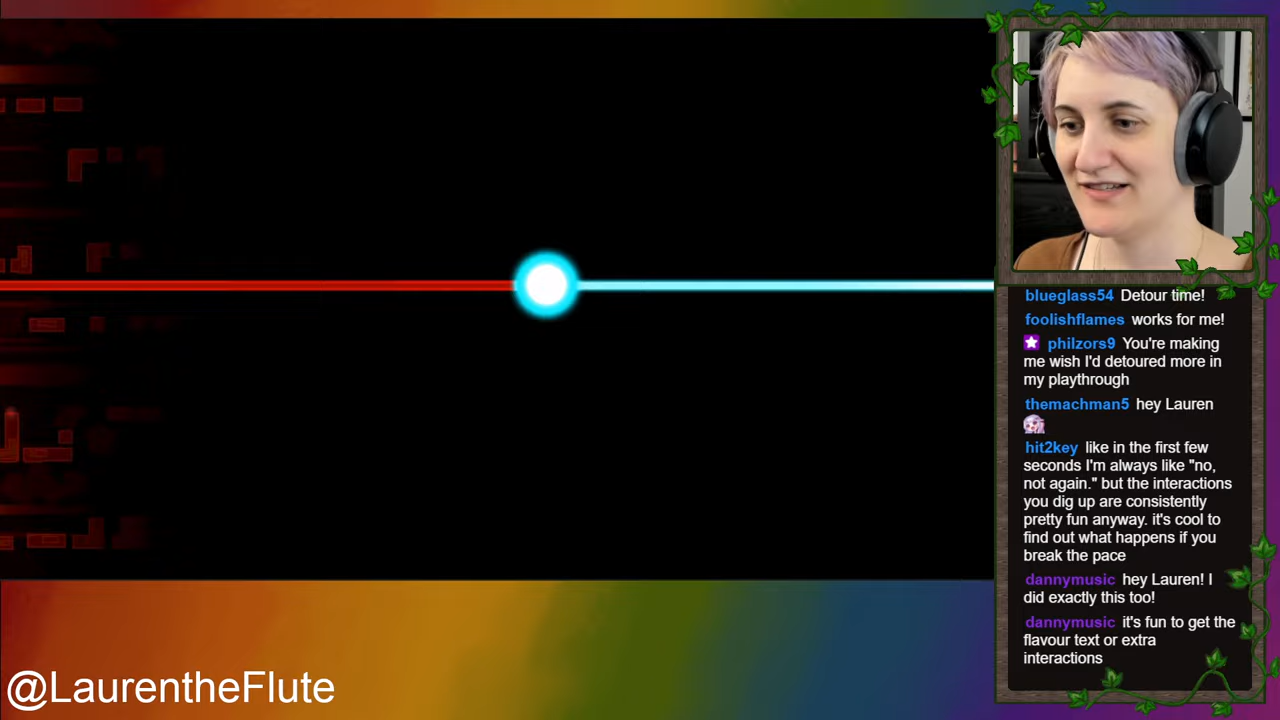 blueglass54 Detour time!
foolishflames works for me!
philzors9 You're making
me wish I'd detoured more in
my playthrough
themachman5 hey Lauren
hit2key like in the first few
seconds I'm always like "no,
not again." but the interactions
you dig up are consistently
pretty fun anyway. it's cool to
find out what happens if you
break the pace
dannymusic hey Lauren! I
did exactly this too!
dannymusic it's fun to get the
flavour text or extra
interactions
@LaurentheFlute